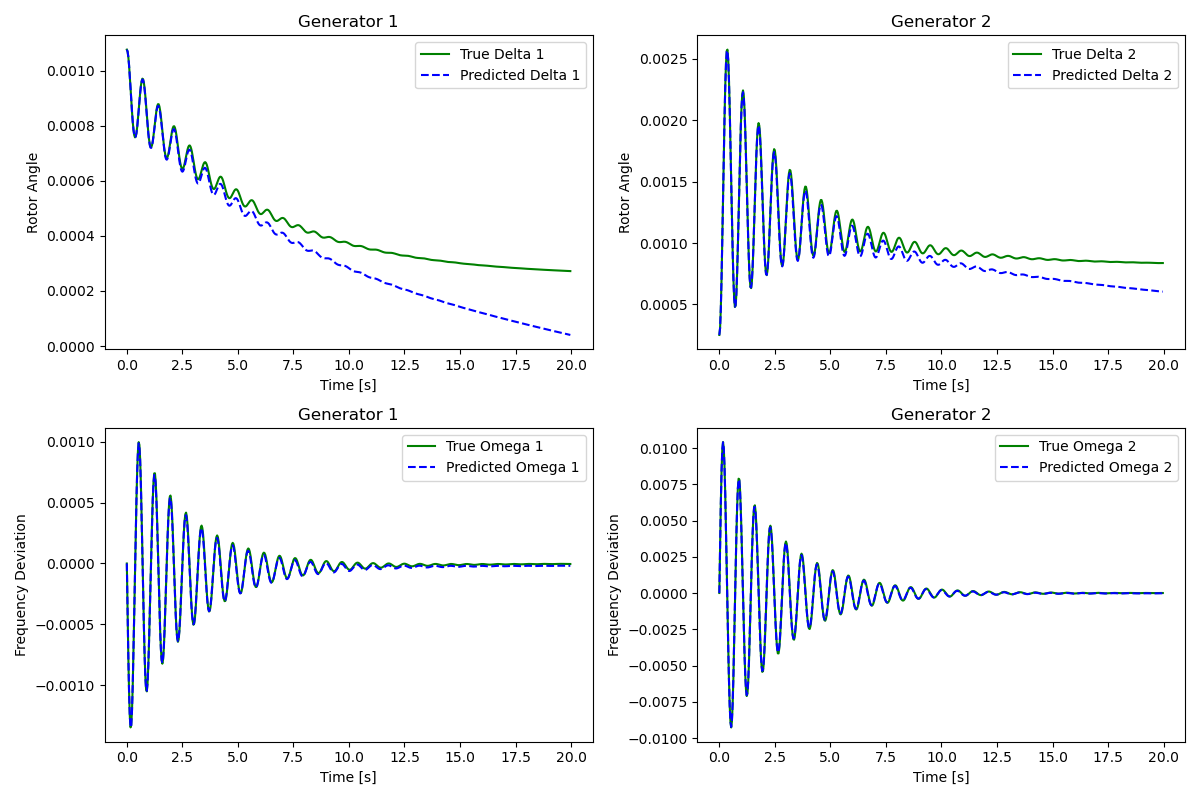 Generator 1
True Delta 1
Predicted Delta 1
Rotor Angle
0.0010
0.0008
0.0006
0.0004
0.0002
0.0000
0.0 2.5 5.0 7.5 10.0 12.5 15.0 17.5 20.0
Time [s]
Generator 2
True Delta 2
Predicted Delta 2
Rotor Angle
0.0025
0.0020
0.0015
0.0010
0.0005
0.0 2.5 5.0 7.5 10.0 12.5 15.0 17.5 20.0
Time [s]
Generator 1
True Omega 1
Predicted Omega 1
Frequency Deviation
0.0010
0.0005
0.0000
−0.0005
−0.0010
0.0 2.5 5.0 7.5 10.0 12.5 15.0 17.5 20.0
Time [s]
Generator 2
True Omega 2
Predicted Omega 2
Frequency Deviation
0.0100
0.0075
0.0050
0.0025
0.0000
−0.0025
−0.0050
−0.0075
−0.0100
0.0 2.5 5.0 7.5 10.0 12.5 15.0 17.5 20.0
Time [s]